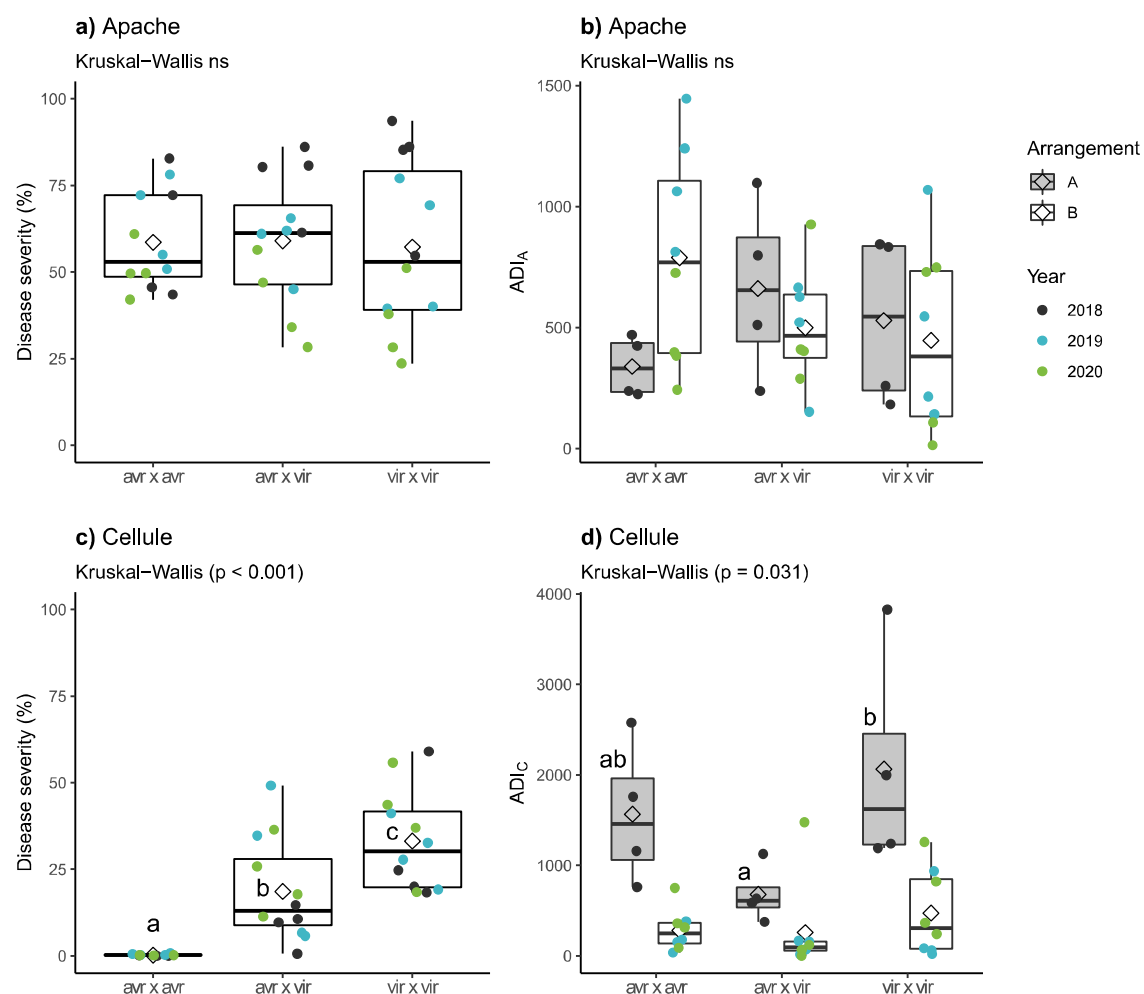 a) Apache
Kruskal−Wallis ns
Disease severity (%)
100
75
50
25
0
avr x avr
avr x vir
vir x vir
b) Apache
Kruskal−Wallis ns
ADIA
1500
1000
500
0
avr x avr
avr x vir
vir x vir
Arrangement
A
B
Year
2018
2019
2020
c) Cellule
Kruskal−Wallis (p < 0.001)
Disease severity (%)
100
75
50
25
0
a
b
c
avr x avr
avr x vir
vir x vir
d) Cellule
Kruskal−Wallis (p = 0.031)
ADIC
4000
3000
2000
1000
0
ab
a
b
avr x avr
avr x vir
vir x vir